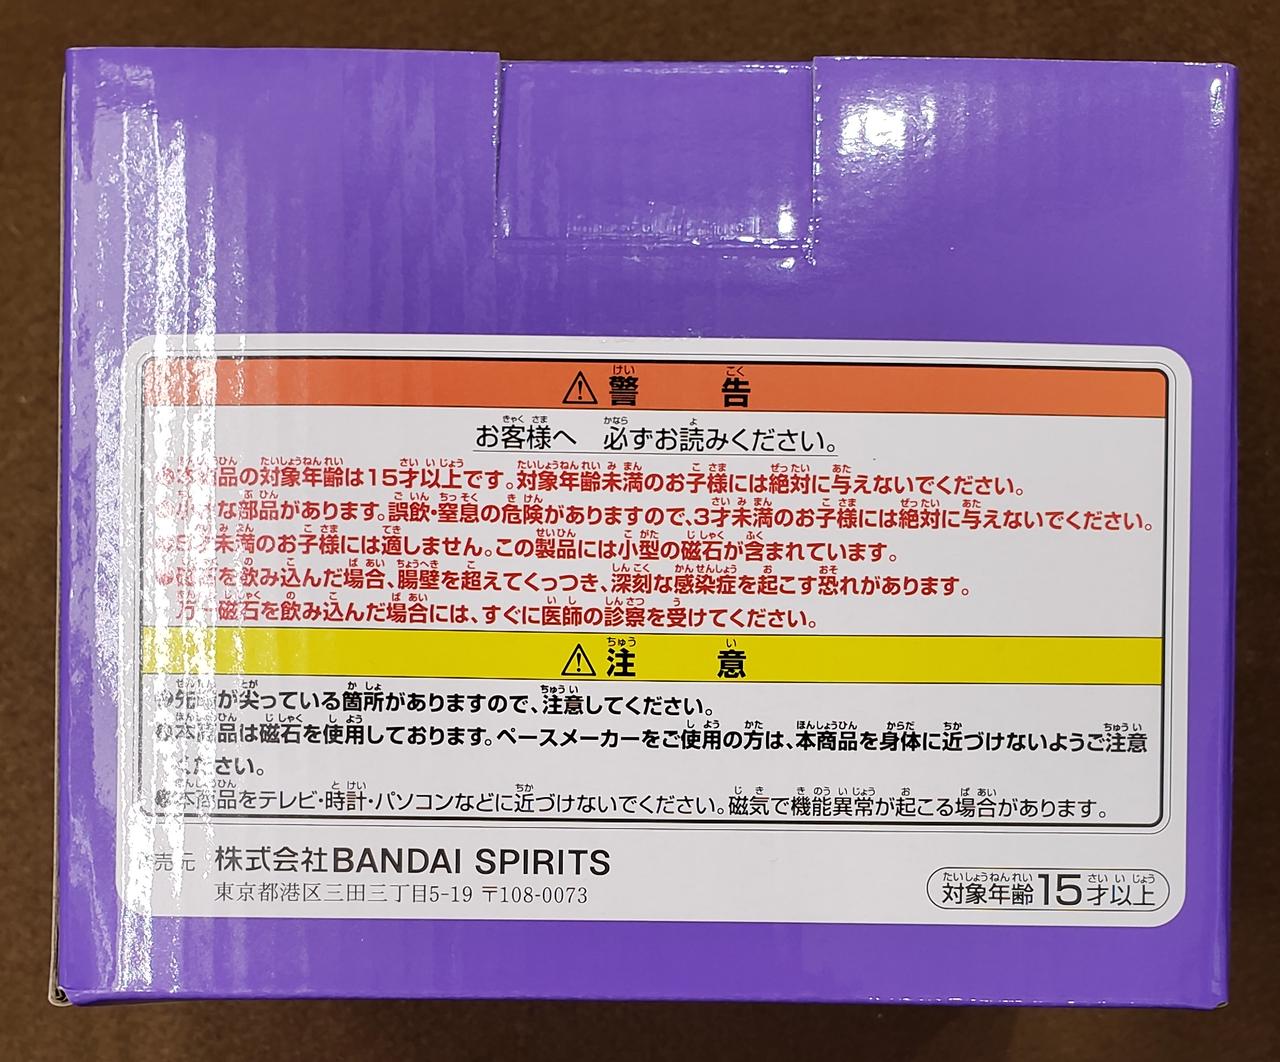 ⚠警告
お客様へ 必ずお読みください。
●本商品の対象年齢は15才以上です。対象年齢未満のお子様には絶対に与えないでください。
●小さな部品があります。誤飲・窒息の危険がありますので、3才未満のお子様には絶対に与えないでください。
才未満のお子様には適しません。この製品には小型の磁石が含まれています。
●磁石を飲み込んだ場合、腸壁を超えてくっつき、深刻な感染症を起こす恐れがあります。
万一磁石を飲み込んだ場合には、すぐに医師の診察を受けてください。
⚠注意
●先端が尖っている箇所がありますので、注意してください。
●本商品は磁石を使用しております。ペースメーカーをご使用の方は、本商品を身体に近づけないようご注意
ください。
●本商品をテレビ・時計・パソコンなどに近づけないでください。磁気で機能異常が起こる場合があります。
発売元 株式会社BANDAI SPIRITS
東京都港区三田三丁目5-19 〒108-0073
対象年齢15才以上